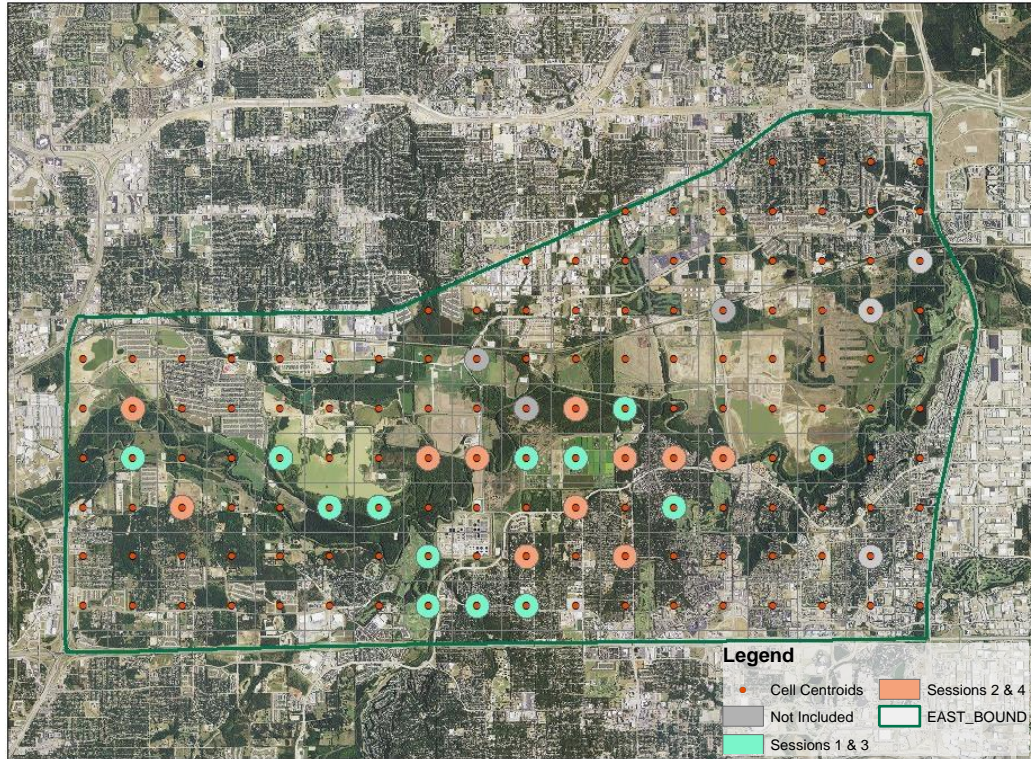 Legend
Cell Centroids
Sessions 2 & 4
Not Included
EAST_BOUND
Sessions 1 & 3